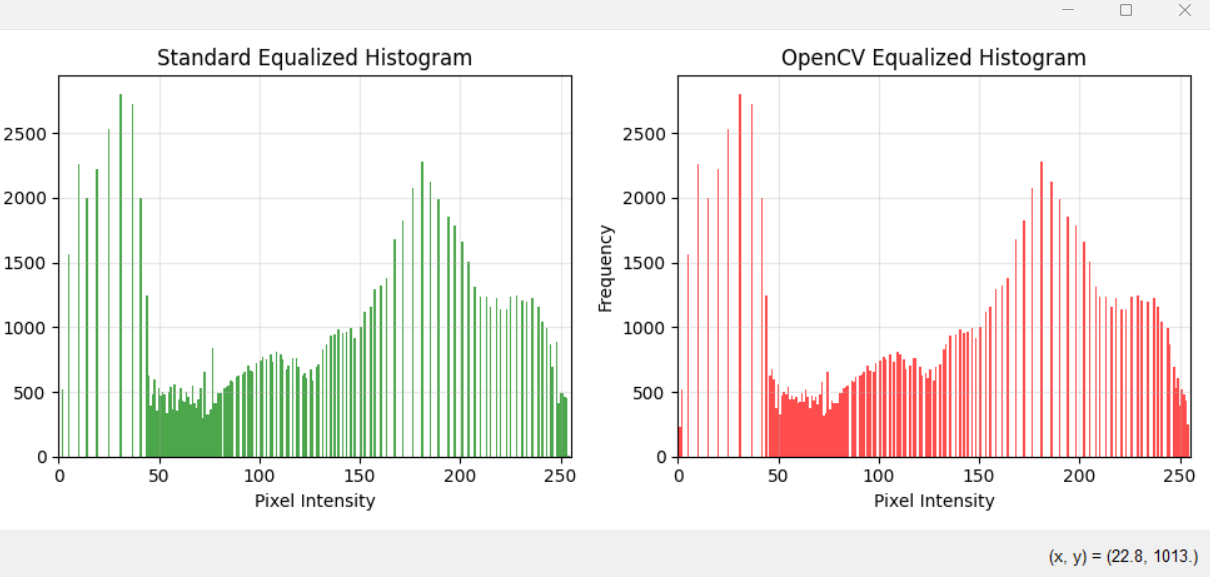 Standard Equalized Histogram
2500
2000
1500
1000
500
0
0 50 100 150 200 250
Pixel Intensity
OpenCV Equalized Histogram
Frequency
2500
2000
1500
1000
500
0
0 50 100 150 200 250
Pixel Intensity
(x, y) = (22.8, 1013.)